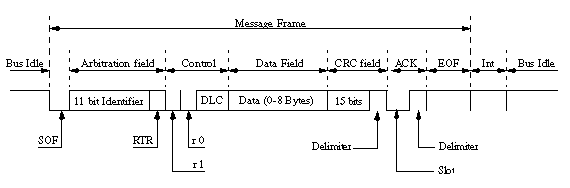 Message Frame
Bus Idle Arbitration field Control Data Field CRC field ACK EOF Int Bus Idle
11 bit Identifier DLC Data (0-8 Bytes) 15 bits
SOF RTR r 0 Delimiter Delimiter
r 1 Slot